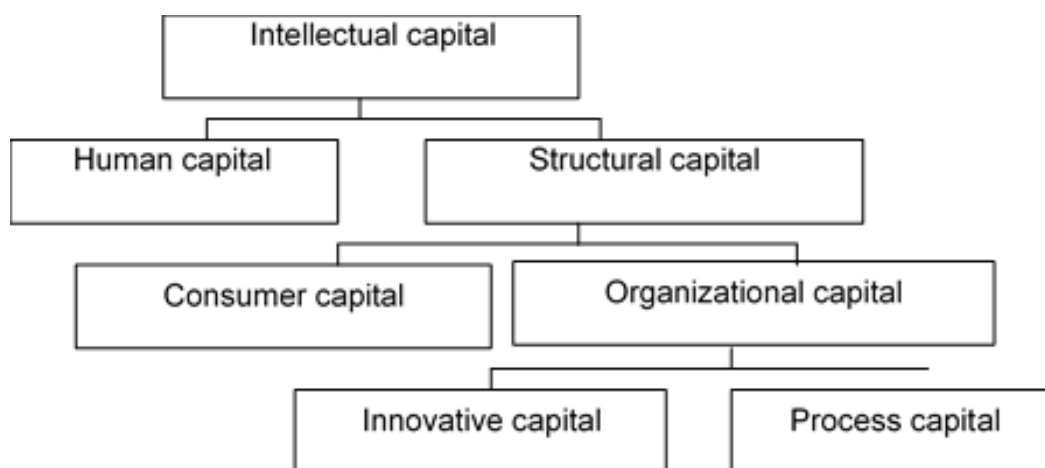 Intellectual capital
Human capital
Structural capital
Consumer capital
Organizational capital
Innovative capital
Process capital